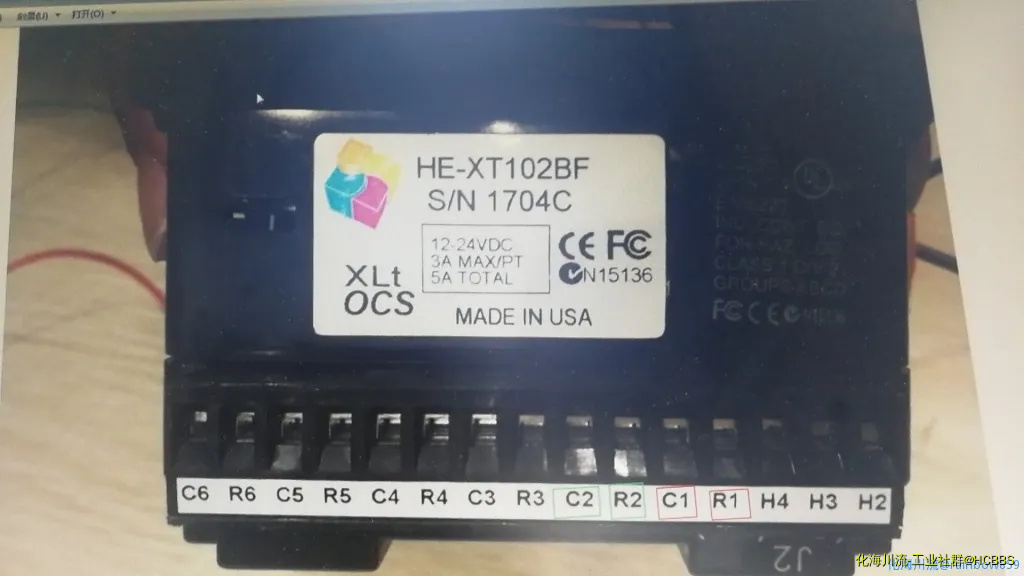 打开(O)
HE-XT102BF
S/N 1704C
12-24VDC
3A MAX/PT
5A TOTAL
CE FC
N15136
XLt
OCS
MADE IN USA
C6 R6 C5 R5 C4 R4 C3 R3 C2 R2 C1 R1 H4 H3 H2
J2
化海川流-工业社群@HCBBS